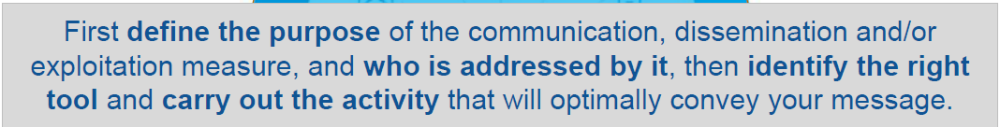 First define the purpose of the communication, dissemination and/or
exploitation measure, and who is addressed by it, then identify the right
tool and carry out the activity that will optimally convey your message.